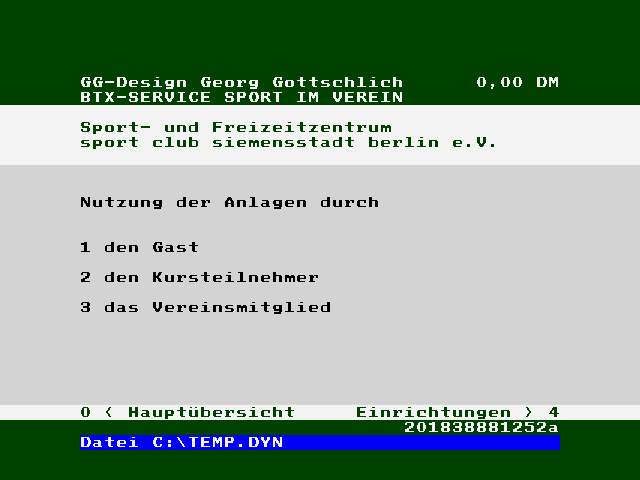 GG-Design Georg Gottschlich 0,00 DM
BTX-SERVICE SPORT IM VEREIN
Sport- und Freizeitzentrum
sport club siemensstadt berlin e.V.
Nutzung der Anlagen durch
1 den Gast
2 den Kursteilnehmer
3 das Vereinsmitglied
0 < Hauptübersicht Einrichtungen > 4
201838881252a
Datei C:\TEMP.DYN